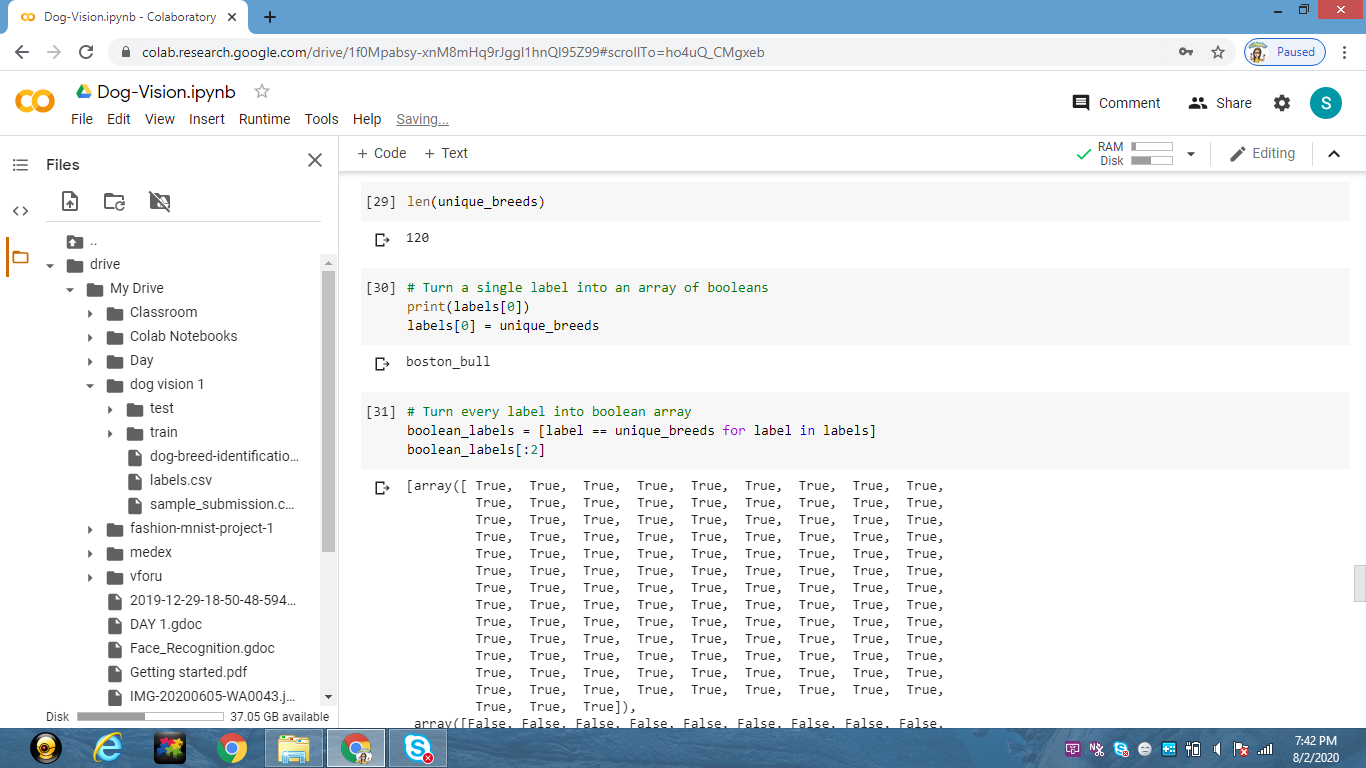 Dog-Vision.ipynb - Colaboratory
colab.research.google.com/drive/1f0Mpabsy-xnM8mHq9rJggI1hnQl95Z99#scrollTo=ho4uQ_CMgxeb
Paused
Dog-Vision.ipynb
Comment
Share
S
File Edit View Insert Runtime Tools Help Saving...
Files
+ Code + Text
RAM
Disk
Editing
..
drive
My Drive
Classroom
Colab Notebooks
Day
dog vision 1
test
train
dog-breed-identificatio...
labels.csv
sample_submission.c...
fashion-mnist-project-1
medex
vforu
2019-12-29-18-50-48-594...
DAY 1.gdoc
Face_Recognition.gdoc
Getting started.pdf
IMG-20200605-WA0043.j...
Disk 37.05 GB available
[29] len(unique_breeds)
120
[30] # Turn a single label into an array of booleans
print(labels[0])
labels[0] = unique_breeds
boston_bull
[31] # Turn every label into boolean array
boolean_labels = [label == unique_breeds for label in labels]
boolean_labels[:2]
[array([ True, True, True, True, True, True, True, True, True,
True, True, True, True, True, True, True, True, True,
True, True, True, True, True, True, True, True, True,
True, True, True, True, True, True, True, True, True,
True, True, True, True, True, True, True, True, True,
True, True, True, True, True, True, True, True, True,
True, True, True, True, True, True, True, True, True,
True, True, True, True, True, True, True, True, True,
True, True, True, True, True, True, True, True, True,
True, True, True, True, True, True, True, True, True,
True, True, True, True, True, True, True, True, True,
True, True, True, True, True, True, True, True, True,
True, True, True, True, True, True, True, True, True,
True, True, True]),
array([False, False, False, False, False, False, False, False, False,
7:42 PM
8/2/2020